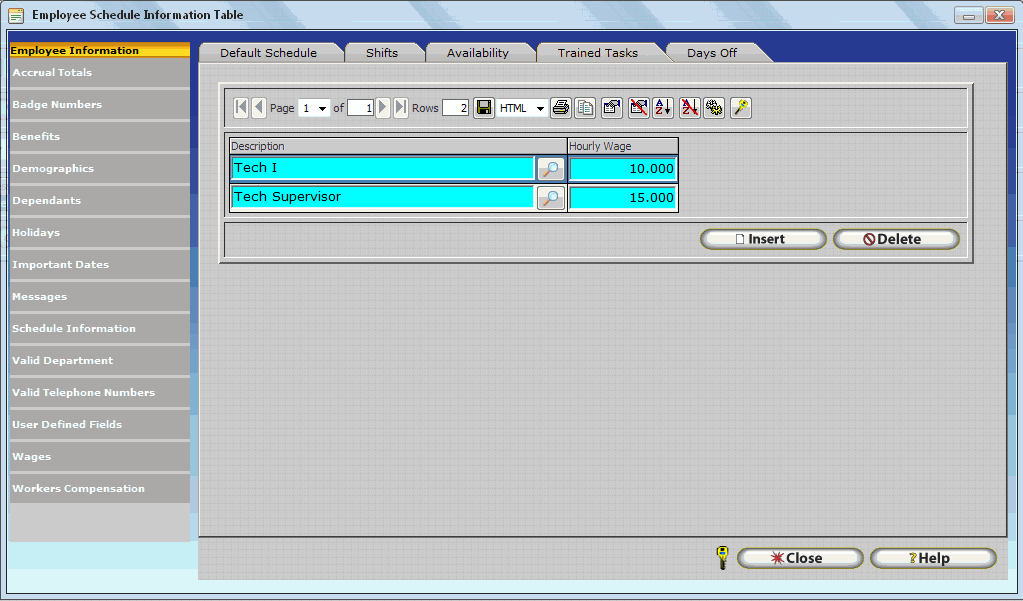 Employee Schedule Information Table
Employee Information
Accrual Totals
Badge Numbers
Benefits
Demographics
Dependants
Holidays
Important Dates
Messages
Schedule Information
Valid Department
Valid Telephone Numbers
User Defined Fields
Wages
Workers Compensation
Default Schedule Shifts Availability Trained Tasks Days Off
Page 1 of 1 Rows 2 HTML
Description Hourly Wage
Tech I 10.000
Tech Supervisor 15.000
Insert Delete
Close Help